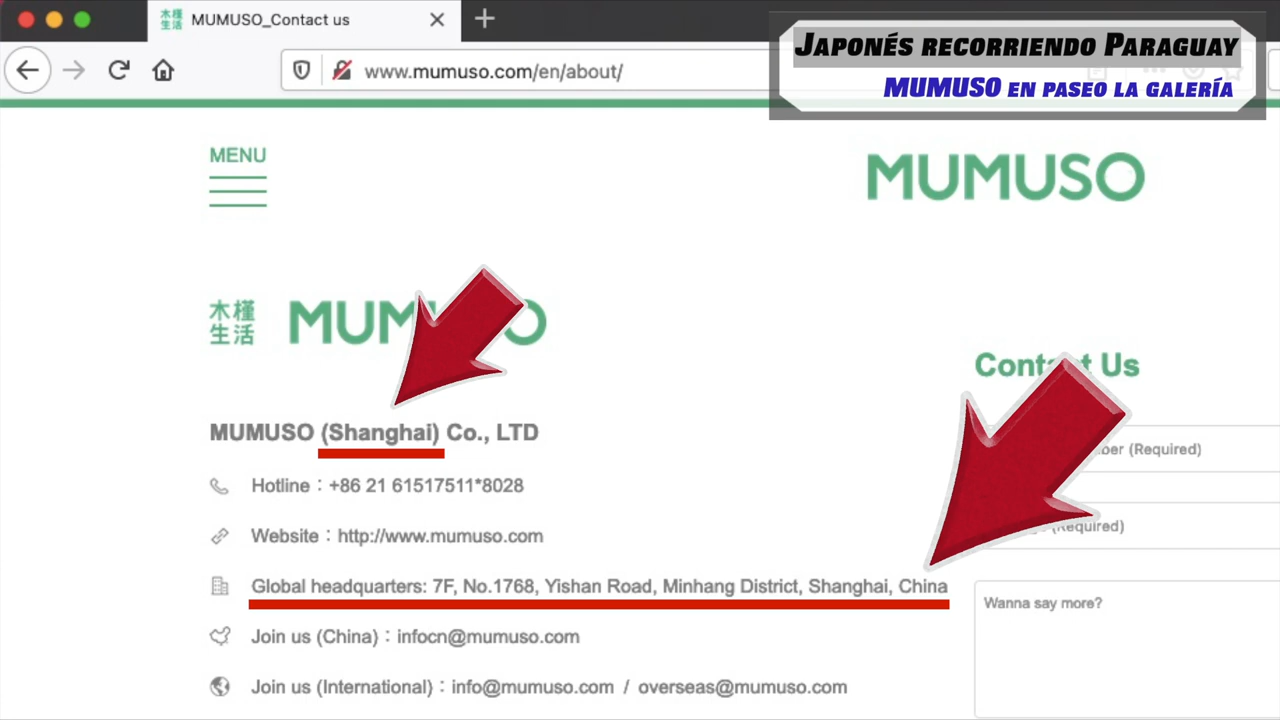 MUMUSO_Contact us
JAPONÉS RECORRIENDO PARAGUAY
MUMUSO EN PASEO LA GALERÍA
www.mumuso.com/en/about/
MENU
MUMUSO
木槿
生活
Contact Us
MUMUSO (Shanghai) Co., LTD
(Required)
Hotline：+86 21 61517511*8028
(Required)
Website：http://www.mumuso.com
Global headquarters: 7F, No.1768, Yishan Road, Minhang District, Shanghai, China
Wanna say more?
Join us (China)：infocn@mumuso.com
Join us (International)：info@mumuso.com / overseas@mumuso.com